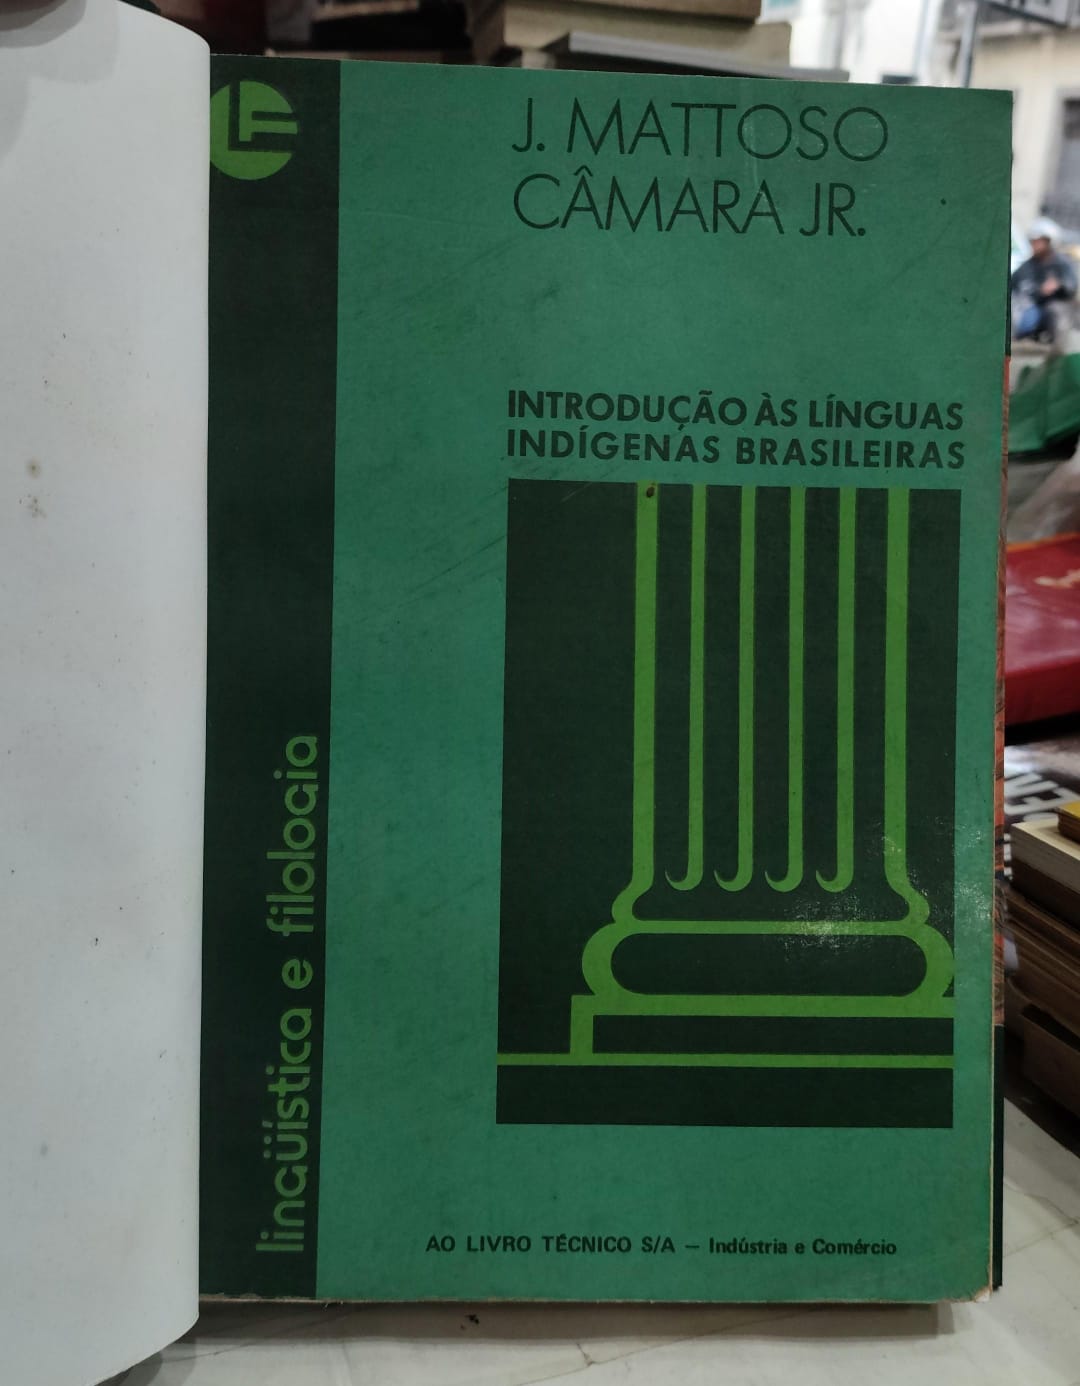 J. MATTOSO
CÂMARA JR.
INTRODUÇÃO ÀS LÍNGUAS
INDÍGENAS BRASILEIRAS
lingüística e filologia
AO LIVRO TÉCNICO S/A — Indústria e Comércio